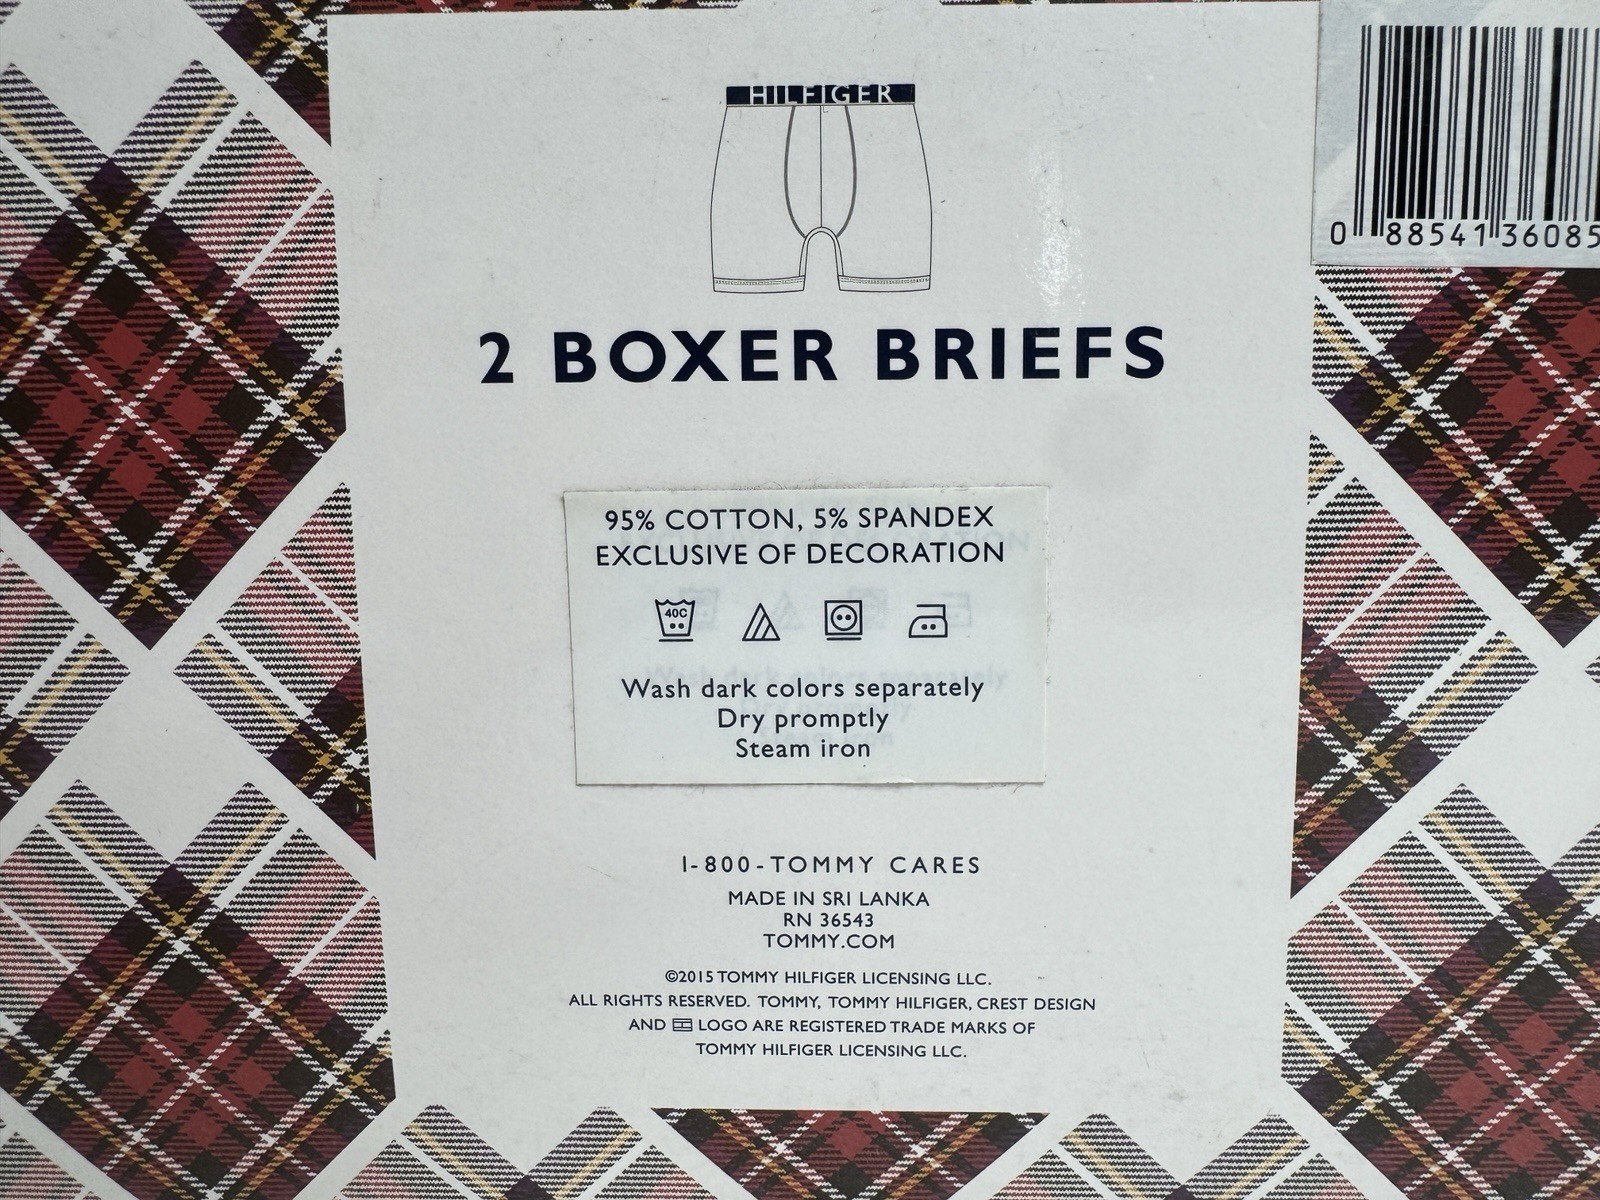 HILFIGER
0 88541 36085
2 BOXER BRIEFS
95% COTTON, 5% SPANDEX
EXCLUSIVE OF DECORATION
40C
Wash dark colors separately
Dry promptly
Steam iron
1-800-TOMMY CARES
MADE IN SRI LANKA
RN 36543
TOMMY.COM
©2015 TOMMY HILFIGER LICENSING LLC.
ALL RIGHTS RESERVED. TOMMY, TOMMY HILFIGER, CREST DESIGN
AND LOGO ARE REGISTERED TRADE MARKS OF
TOMMY HILFIGER LICENSING LLC.